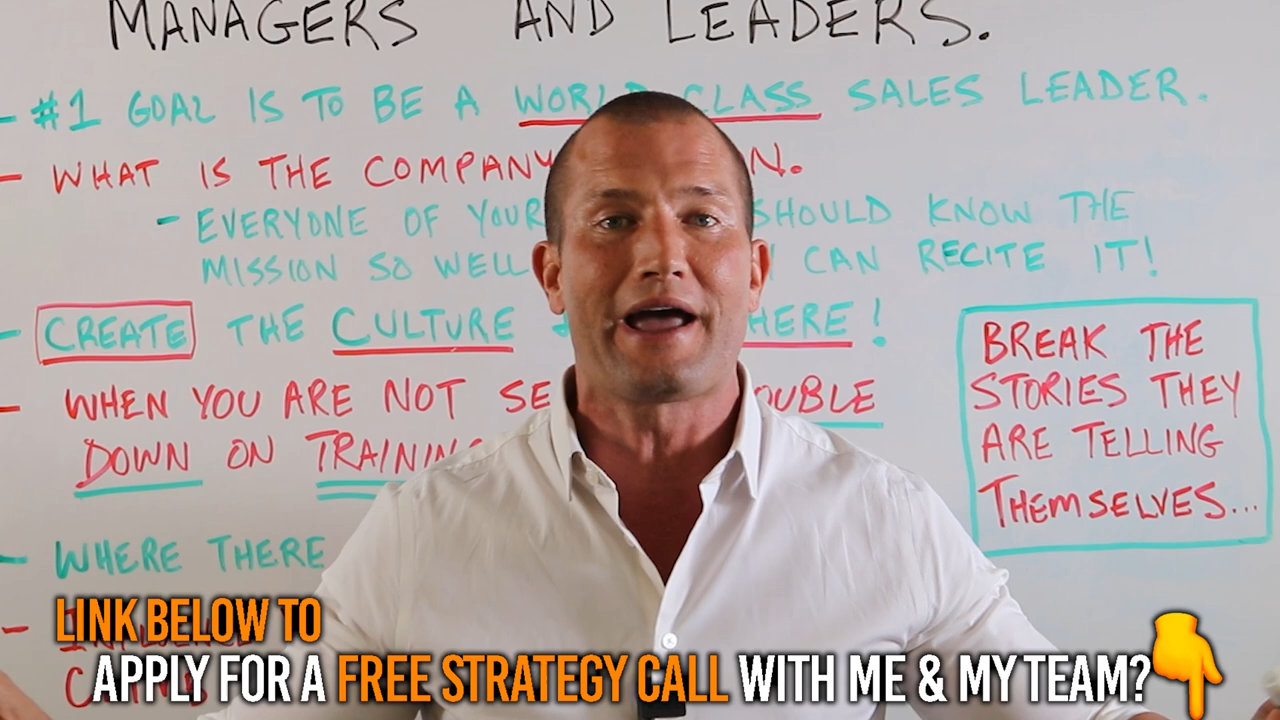 MANAGERS AND LEADERS.
- #1 GOAL IS TO BE A WORLD CLASS SALES LEADER.
- WHAT IS THE COMPANY
- EVERYONE OF YOUR SHOULD KNOW THE
MISSION SO WELL CAN RECITE IT!
- CREATE THE CULTURE HERE!
- WHEN YOU ARE NOT
DOWN ON TRAINING
BREAK THE
STORIES THEY
ARE TELLING
THEMSELVES...
- WHERE THERE
LINK BELOW TO
APPLY FOR A FREE STRATEGY CALL WITH ME & MY TEAM?